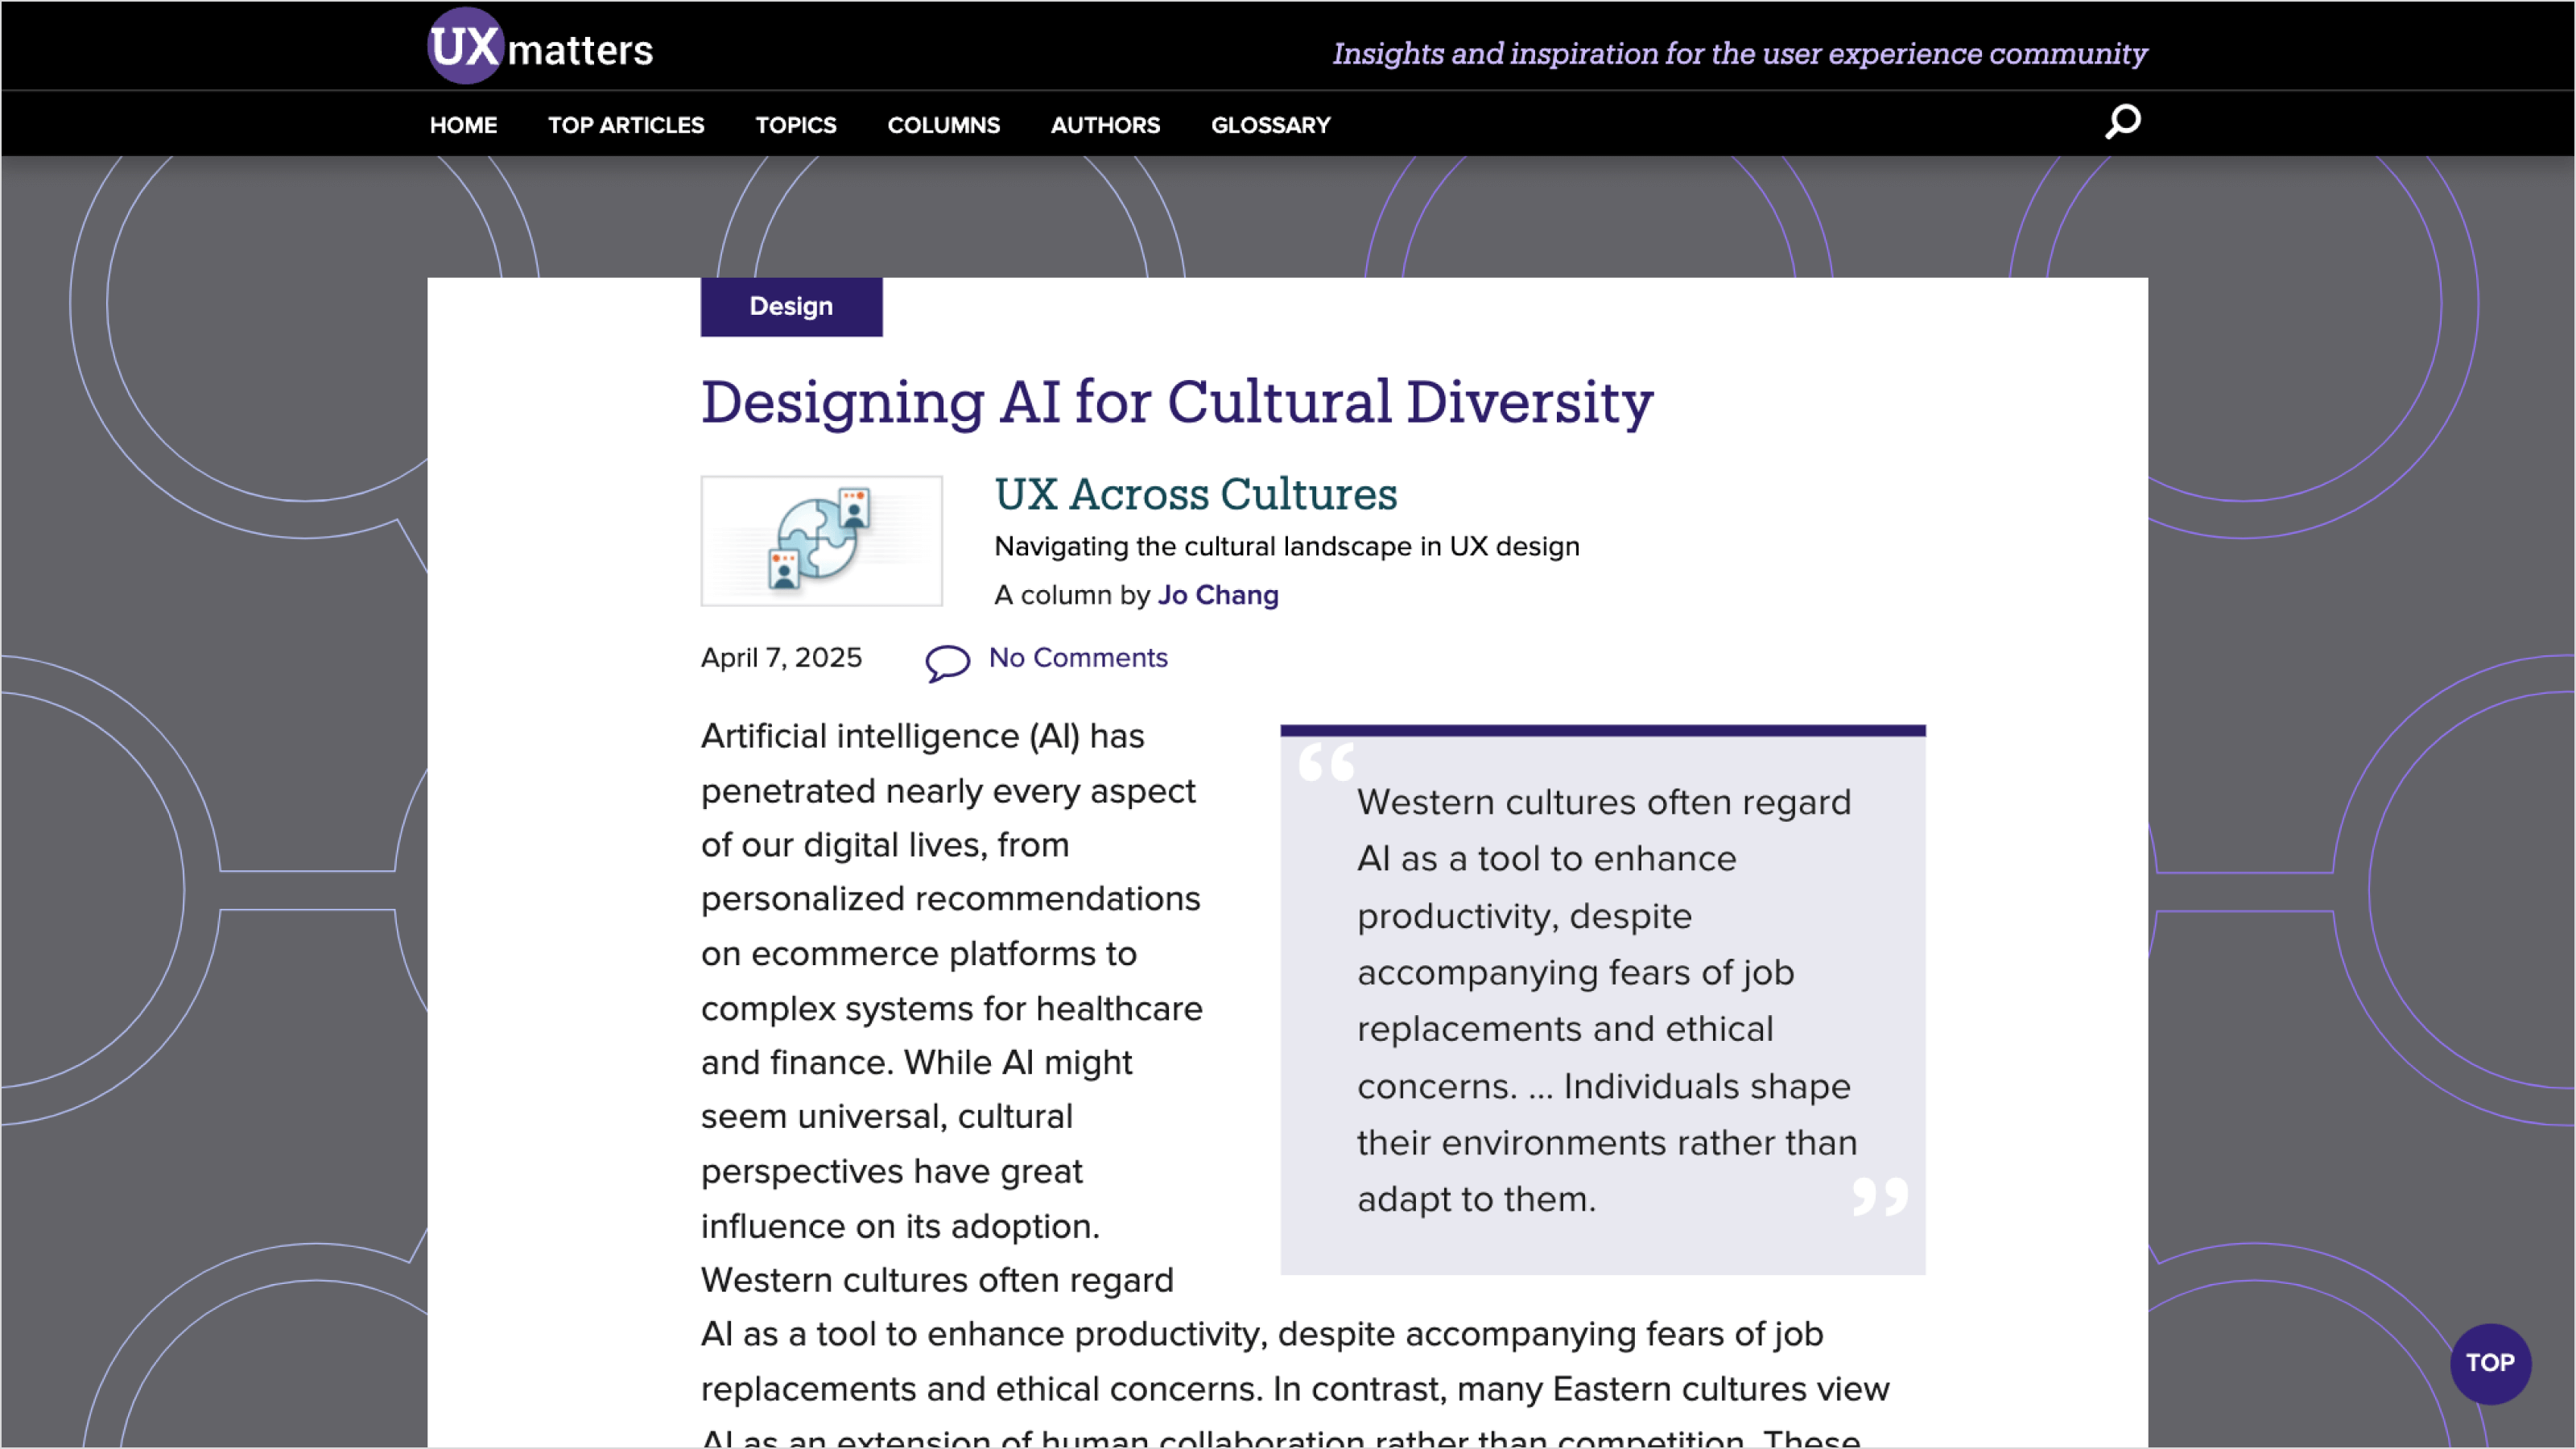 UXmatters
Insights and inspiration for the user experience community
HOME TOP ARTICLES TOPICS COLUMNS AUTHORS GLOSSARY
Design
Designing AI for Cultural Diversity
UX Across Cultures
Navigating the cultural landscape in UX design
A column by Jo Chang
April 7, 2025 No Comments
Artificial intelligence (AI) has
penetrated nearly every aspect
of our digital lives, from
personalized recommendations
on ecommerce platforms to
complex systems for healthcare
and finance. While AI might
seem universal, cultural
perspectives have great
influence on its adoption.
Western cultures often regard
AI as a tool to enhance productivity, despite accompanying fears of job
replacements and ethical concerns. In contrast, many Eastern cultures view
AI as an extension of human collaboration rather than competition. These
“
Western cultures often regard
AI as a tool to enhance
productivity, despite
accompanying fears of job
replacements and ethical
concerns. … Individuals shape
their environments rather than
adapt to them.
”
TOP